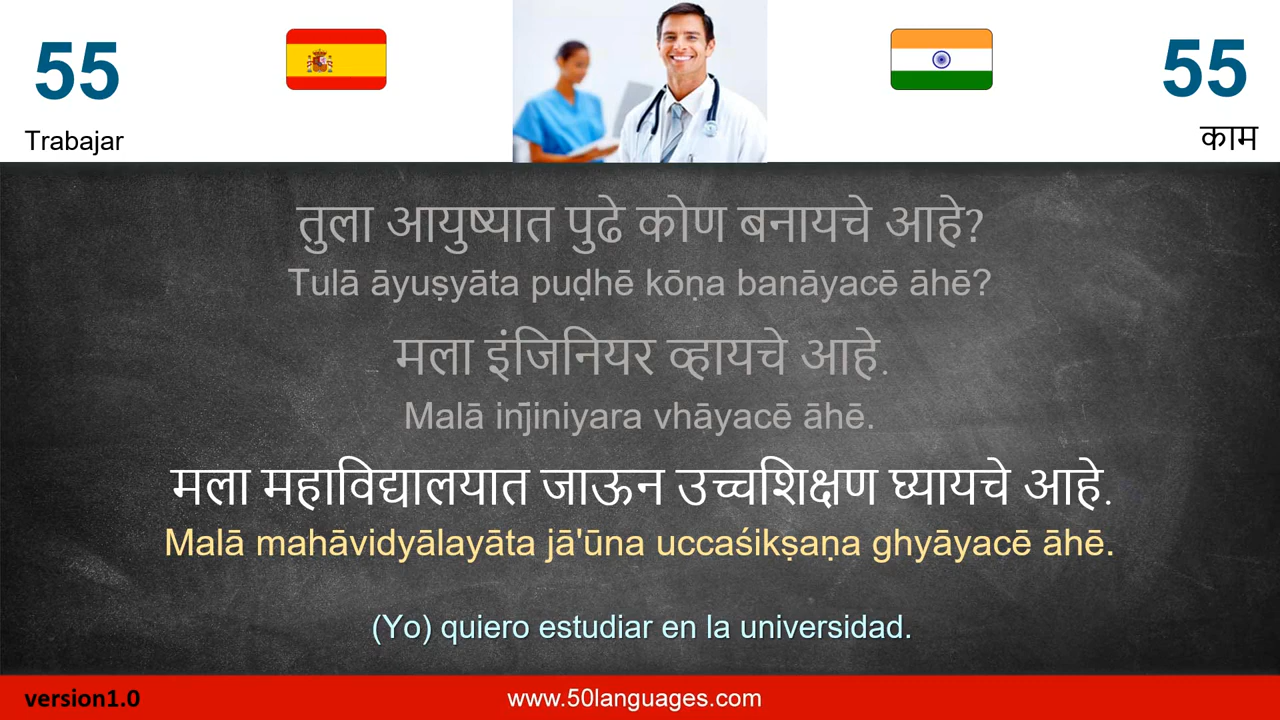 55
55
Trabajar
काम
तुला आयुष्यात पुढे कोण बनायचे आहे?
Tulā āyuṣyāta puḍhē kōṇa banāyacē āhē?
मला इंजिनियर व्हायचे आहे.
Malā in̄jiniyara vhāyacē āhē.
मला महाविद्यालयात जाऊन उच्चशिक्षण घ्यायचे आहे.
Malā mahāvidyālayāta jā'ūna uccaśikṣaṇa ghyāyacē āhē.
(Yo) quiero estudiar en la universidad.
version1.0
www.50languages.com